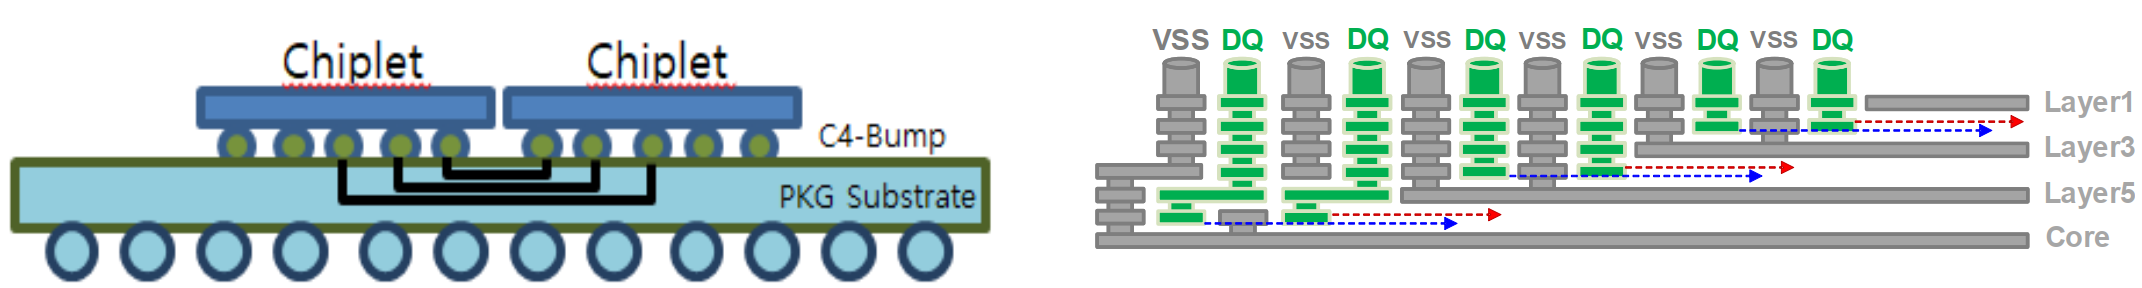 Chiplet
Chiplet
C4-Bump
PKG Substrate
VSS DQ VSS DQ VSS DQ VSS DQ VSS DQ VSS DQ
Layer1
Layer3
Layer5
Core